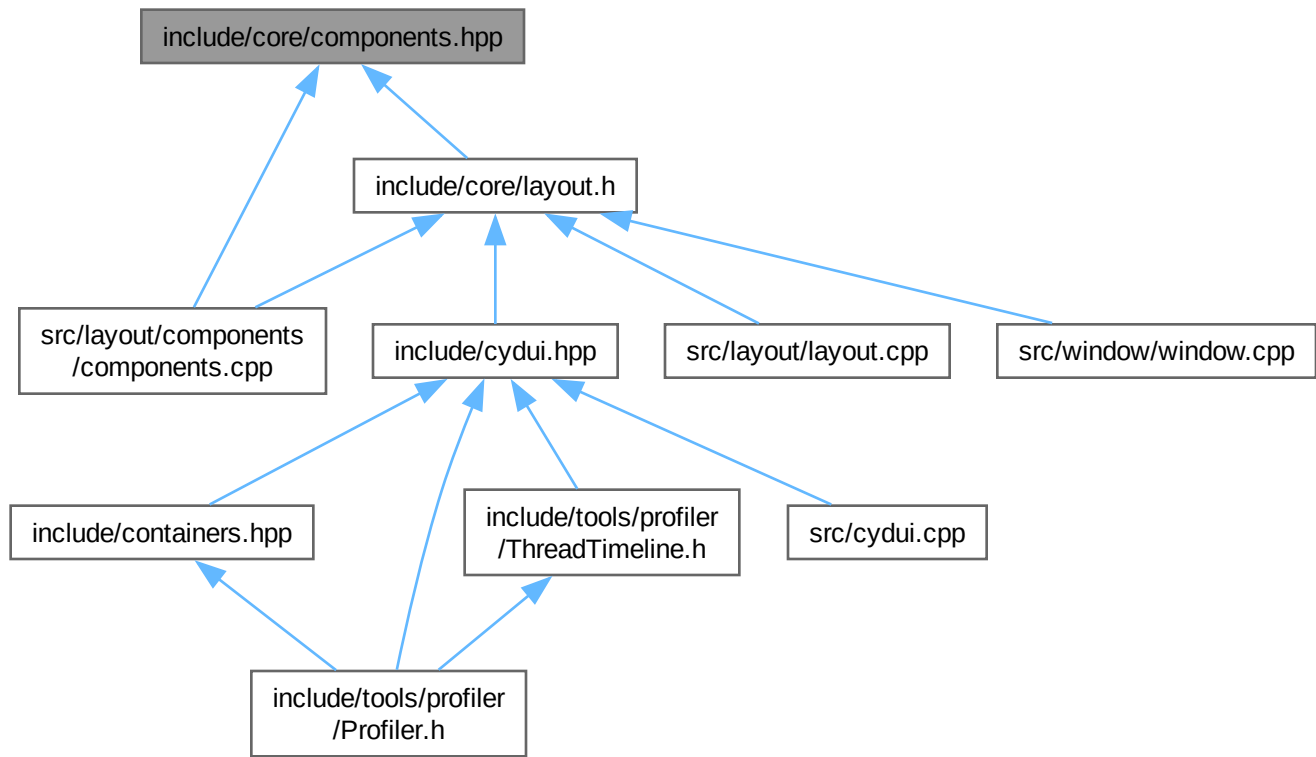 include/core/components.hpp
include/core/layout.h
src/layout/components
/components.cpp
include/cydui.hpp
src/layout/layout.cpp
src/window/window.cpp
include/containers.hpp
include/tools/profiler
/ThreadTimeline.h
src/cydui.cpp
include/tools/profiler
/Profiler.h